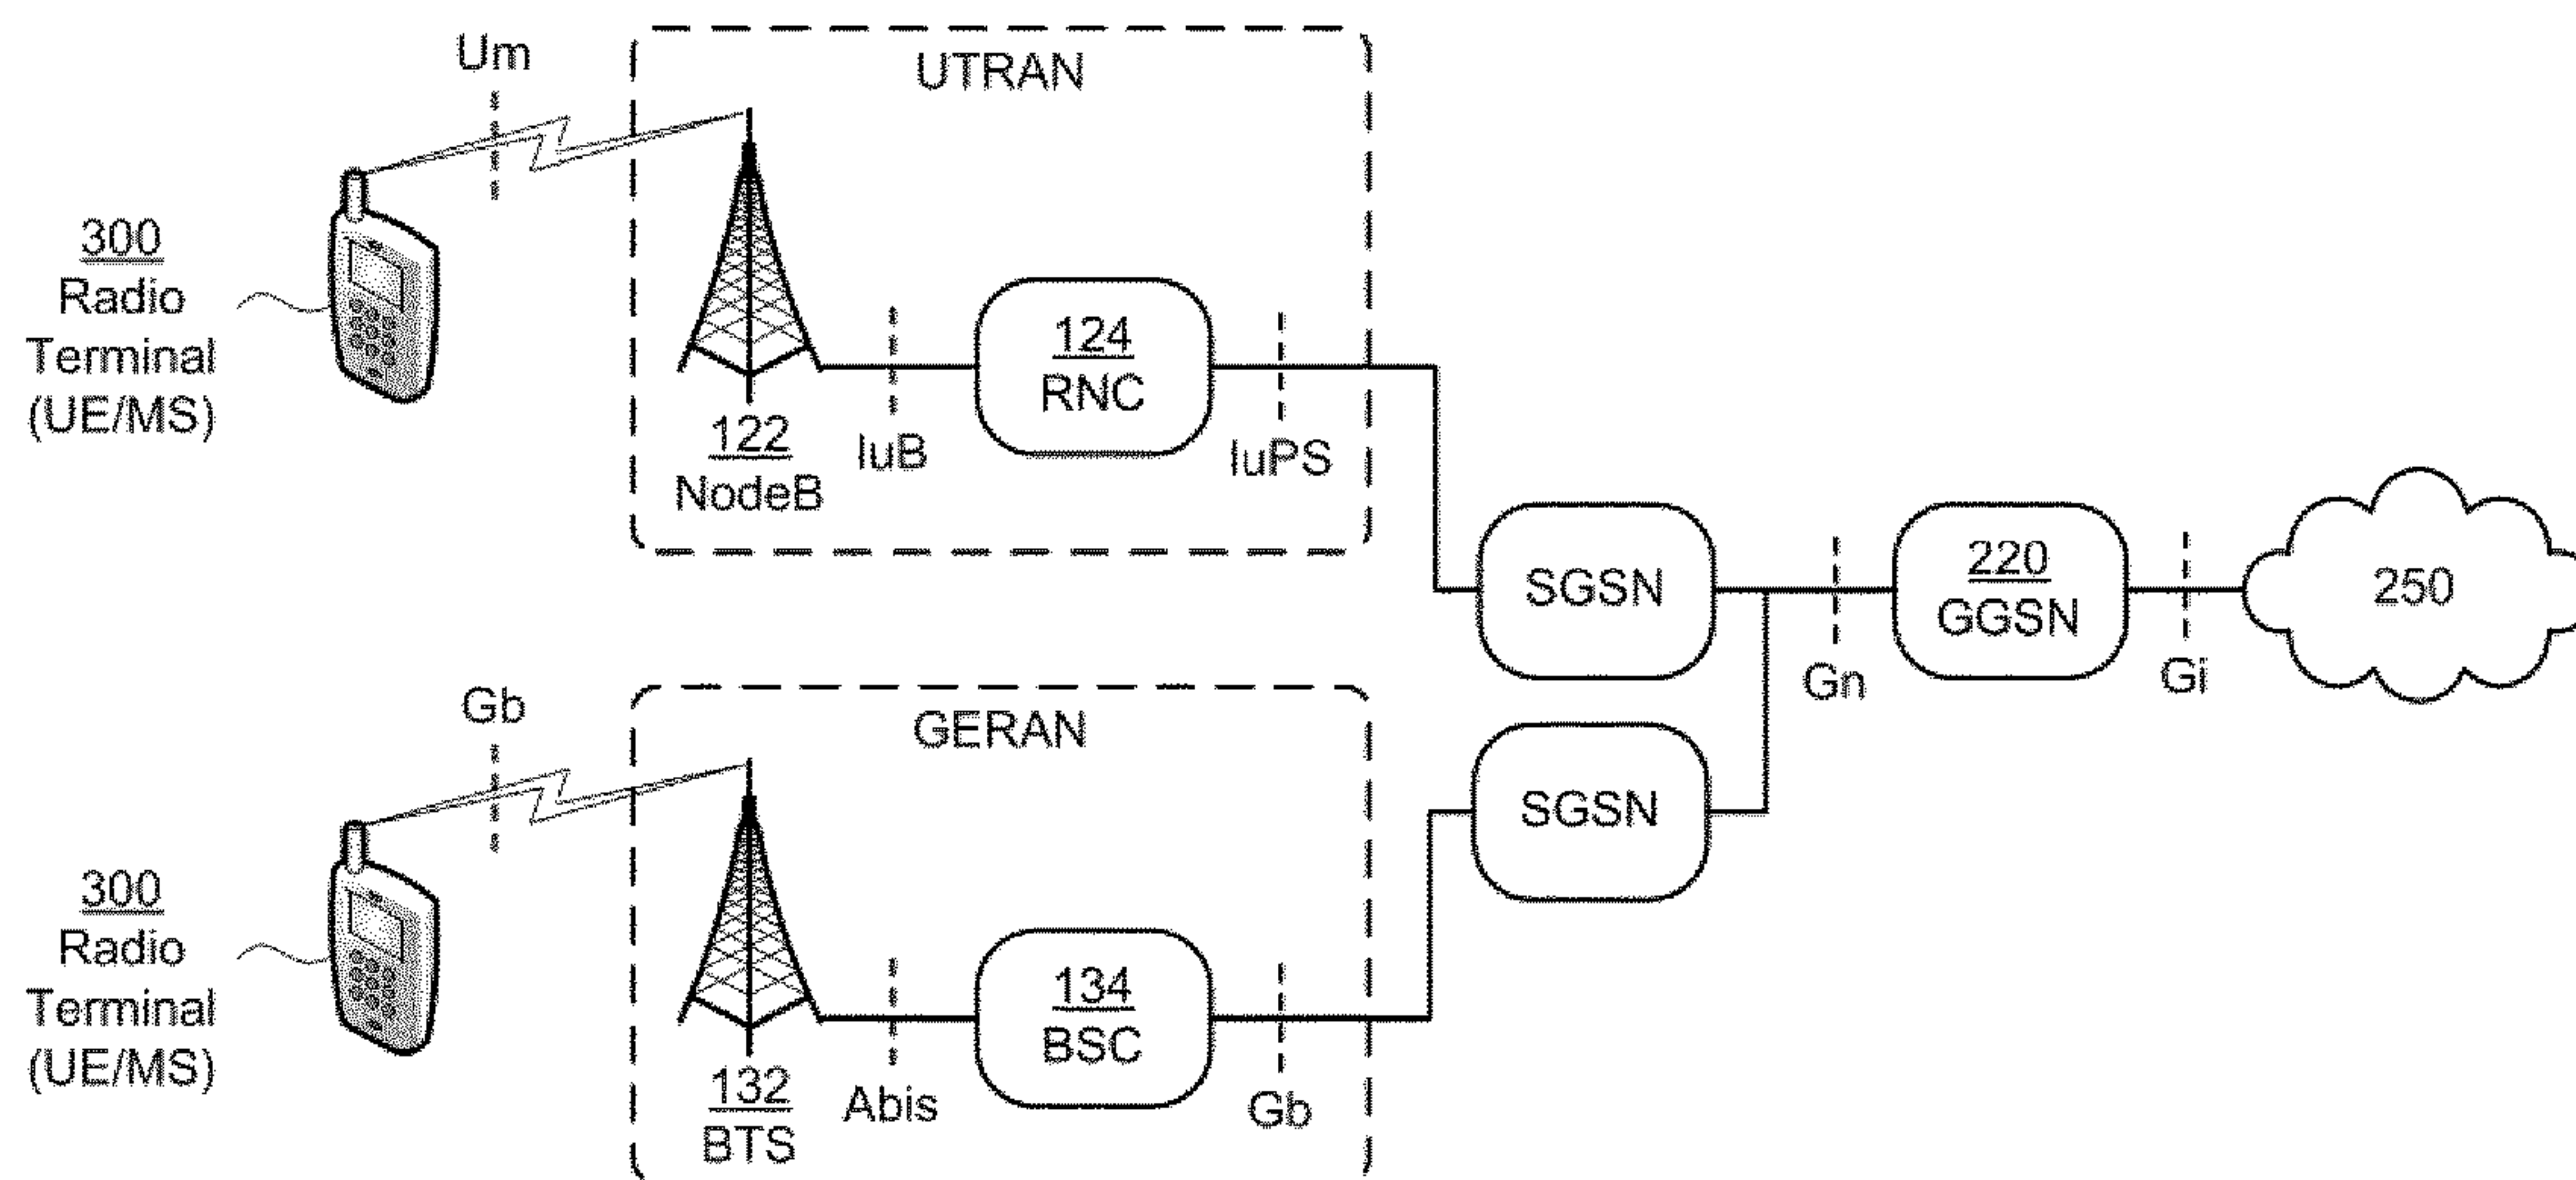 Um
UTRAN
300
Radio
Terminal
(UE/MS)
124
RNC
122
NodeB
IuB
IuPS
SGSN
220
GGSN
250
Gn
Gi
Gb
GERAN
SGSN
300
Radio
Terminal
(UE/MS)
134
BSC
132
BTS
Abis
Gb